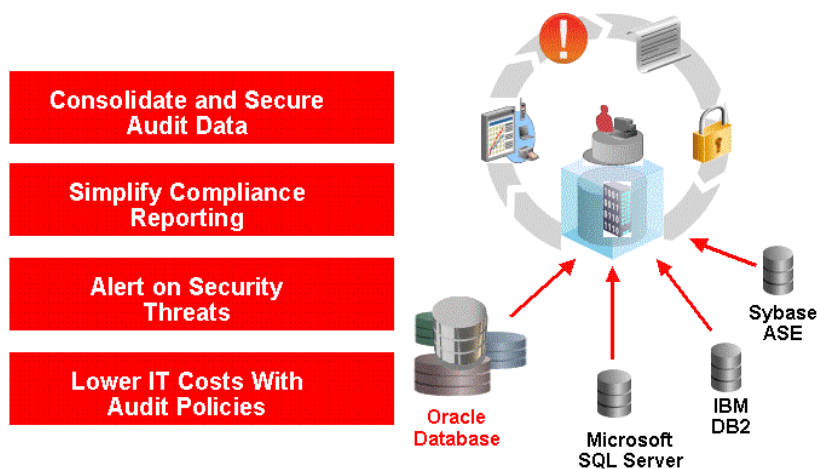 Consolidate and Secure
Audit Data
Simplify Compliance
Reporting
Alert on Security
Threats
Lower IT Costs With
Audit Policies
Oracle
Database
Microsoft
SQL Server
IBM
DB2
Sybase
ASE